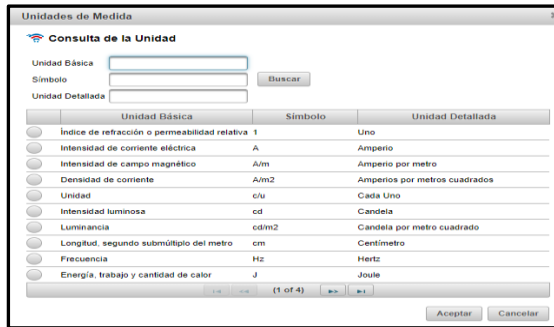 Unidades de Medida
Consulta de la Unidad
Unidad Básica
Símbolo Buscar
Unidad Detallada
Unidad Básica Símbolo Unidad Detallada
Índice de refracción o permeabilidad relativa 1 Uno
Intensidad de corriente eléctrica A Amperio
Intensidad de campo magnético A/m Amperio por metro
Densidad de corriente A/m2 Amperios por metros cuadrados
Unidad c/u Cada Uno
Intensidad luminosa cd Candela
Luminancia cd/m2 Candela por metro cuadrado
Longitud, segundo submúltiplo del metro cm Centímetro
Frecuencia Hz Hertz
Energía, trabajo y cantidad de calor J Joule
(1 of 4)
Aceptar Cancelar